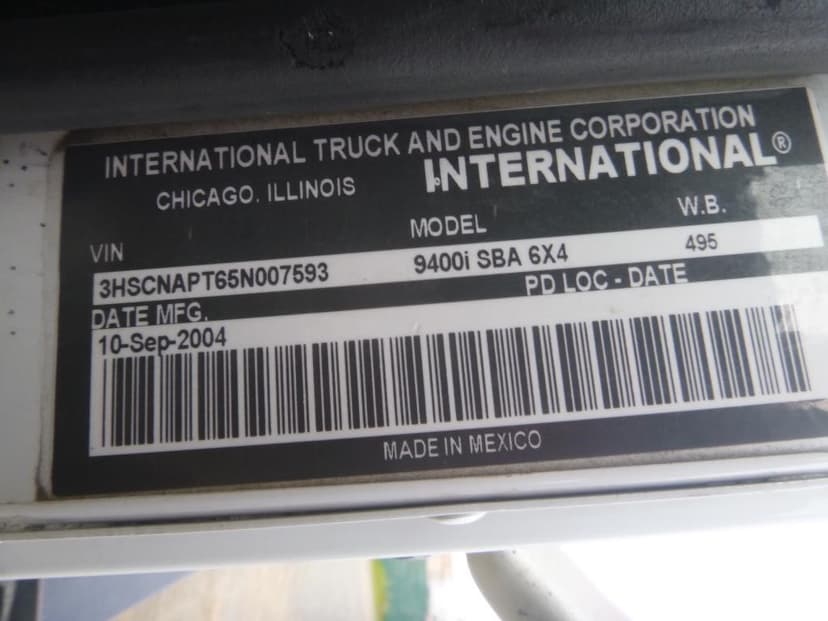 INTERNATIONAL TRUCK AND ENGINE CORPORATION
CHICAGO. ILLINOIS INTERNATIONAL®
VIN MODEL W.B.
3HSCNAPT65N007593 9400i SBA 6X4 495
DATE MFG. PD LOC - DATE
10-Sep-2004
MADE IN MEXICO